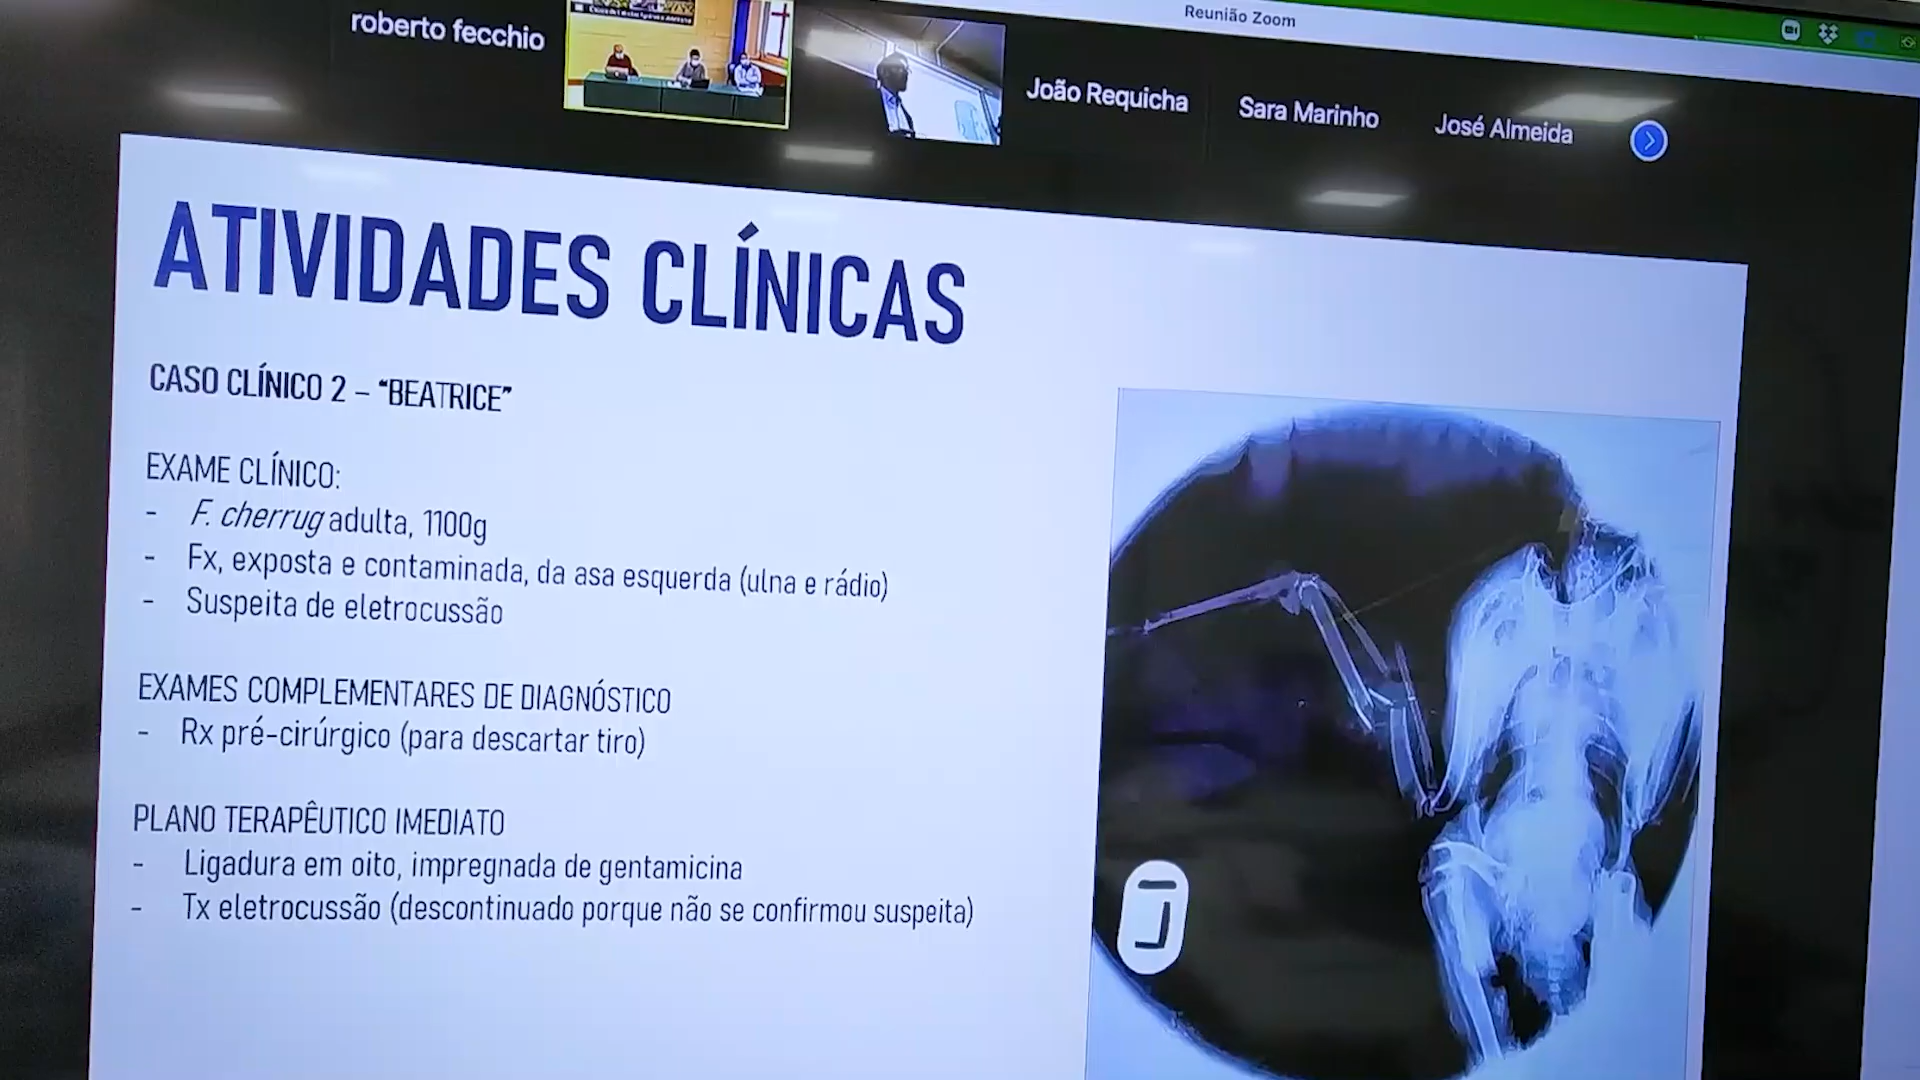 Reunião Zoom
roberto fecchio
João Requicha
Sara Marinho
José Almeida
ATIVIDADES CLÍNICAS
CASO CLÍNICO 2 – “BEATRICE”
EXAME CLÍNICO:
- F. cherrug adulta, 1100g
- Fx, exposta e contaminada, da asa esquerda (ulna e rádio)
- Suspeita de eletrocussão
EXAMES COMPLEMENTARES DE DIAGNÓSTICO
- Rx pré-cirúrgico (para descartar tiro)
PLANO TERAPÊUTICO IMEDIATO
- Ligadura em oito, impregnada de gentamicina
- Tx eletrocussão (descontinuado porque não se confirmou suspeita)